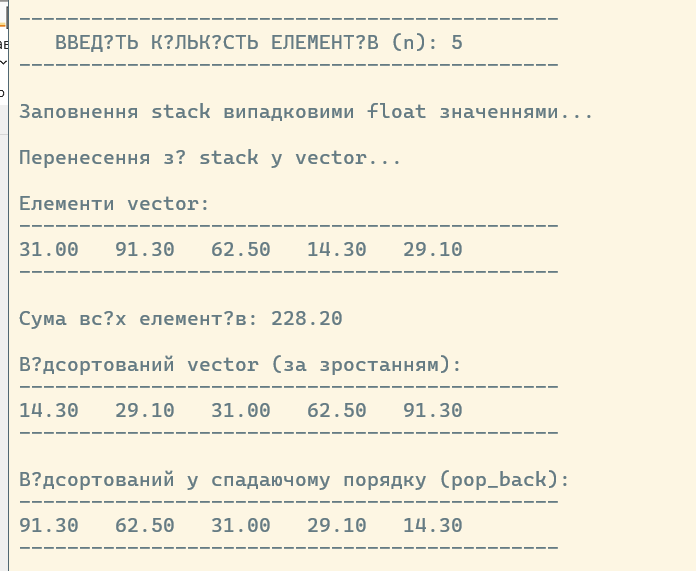 ---------------------------------------------
ВВЕД?ТЬ К?ЛЬК?СТЬ ЕЛЕМЕНТ?В (n): 5
---------------------------------------------
Заповнення stack випадковими float значеннями...
Перенесення з? stack у vector...
Елементи vector:
---------------------------------------------
31.00   91.30   62.50   14.30   29.10
---------------------------------------------
Сума вс?х елемент?в: 228.20
В?дсортований vector (за зростанням):
---------------------------------------------
14.30   29.10   31.00   62.50   91.30
---------------------------------------------
В?дсортований у спадаючому порядку (pop_back):
---------------------------------------------
91.30   62.50   31.00   29.10   14.30
---------------------------------------------